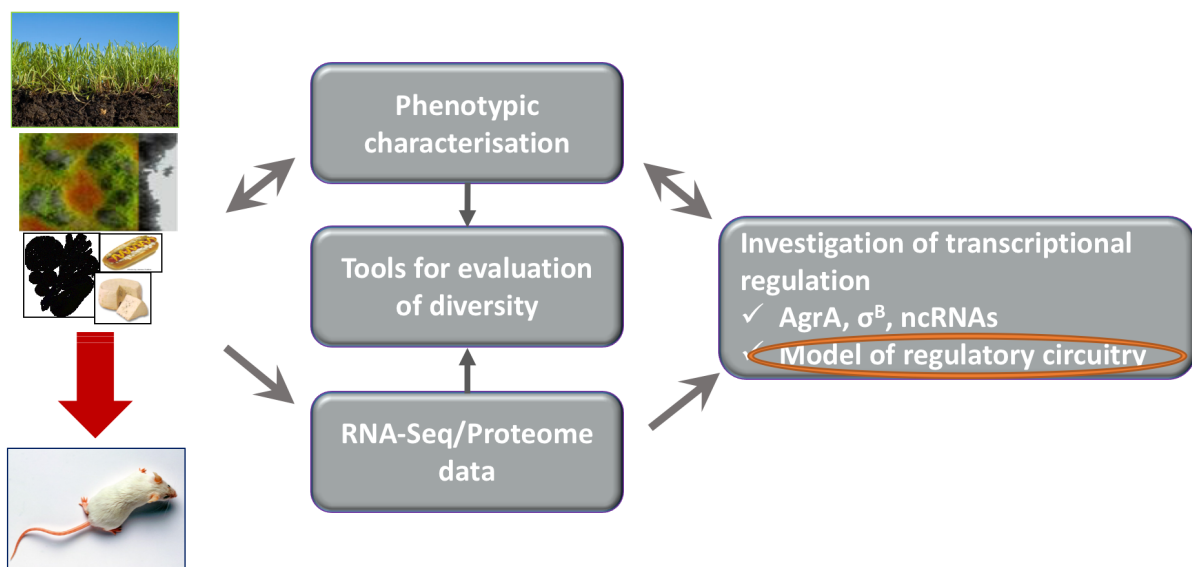 Phenotypic
characterisation
Tools for evaluation
of diversity
RNA-Seq/Proteome
data
Investigation of transcriptional
regulation
✓ AgrA, σᴮ, ncRNAs
✓ Model of regulatory circuitry